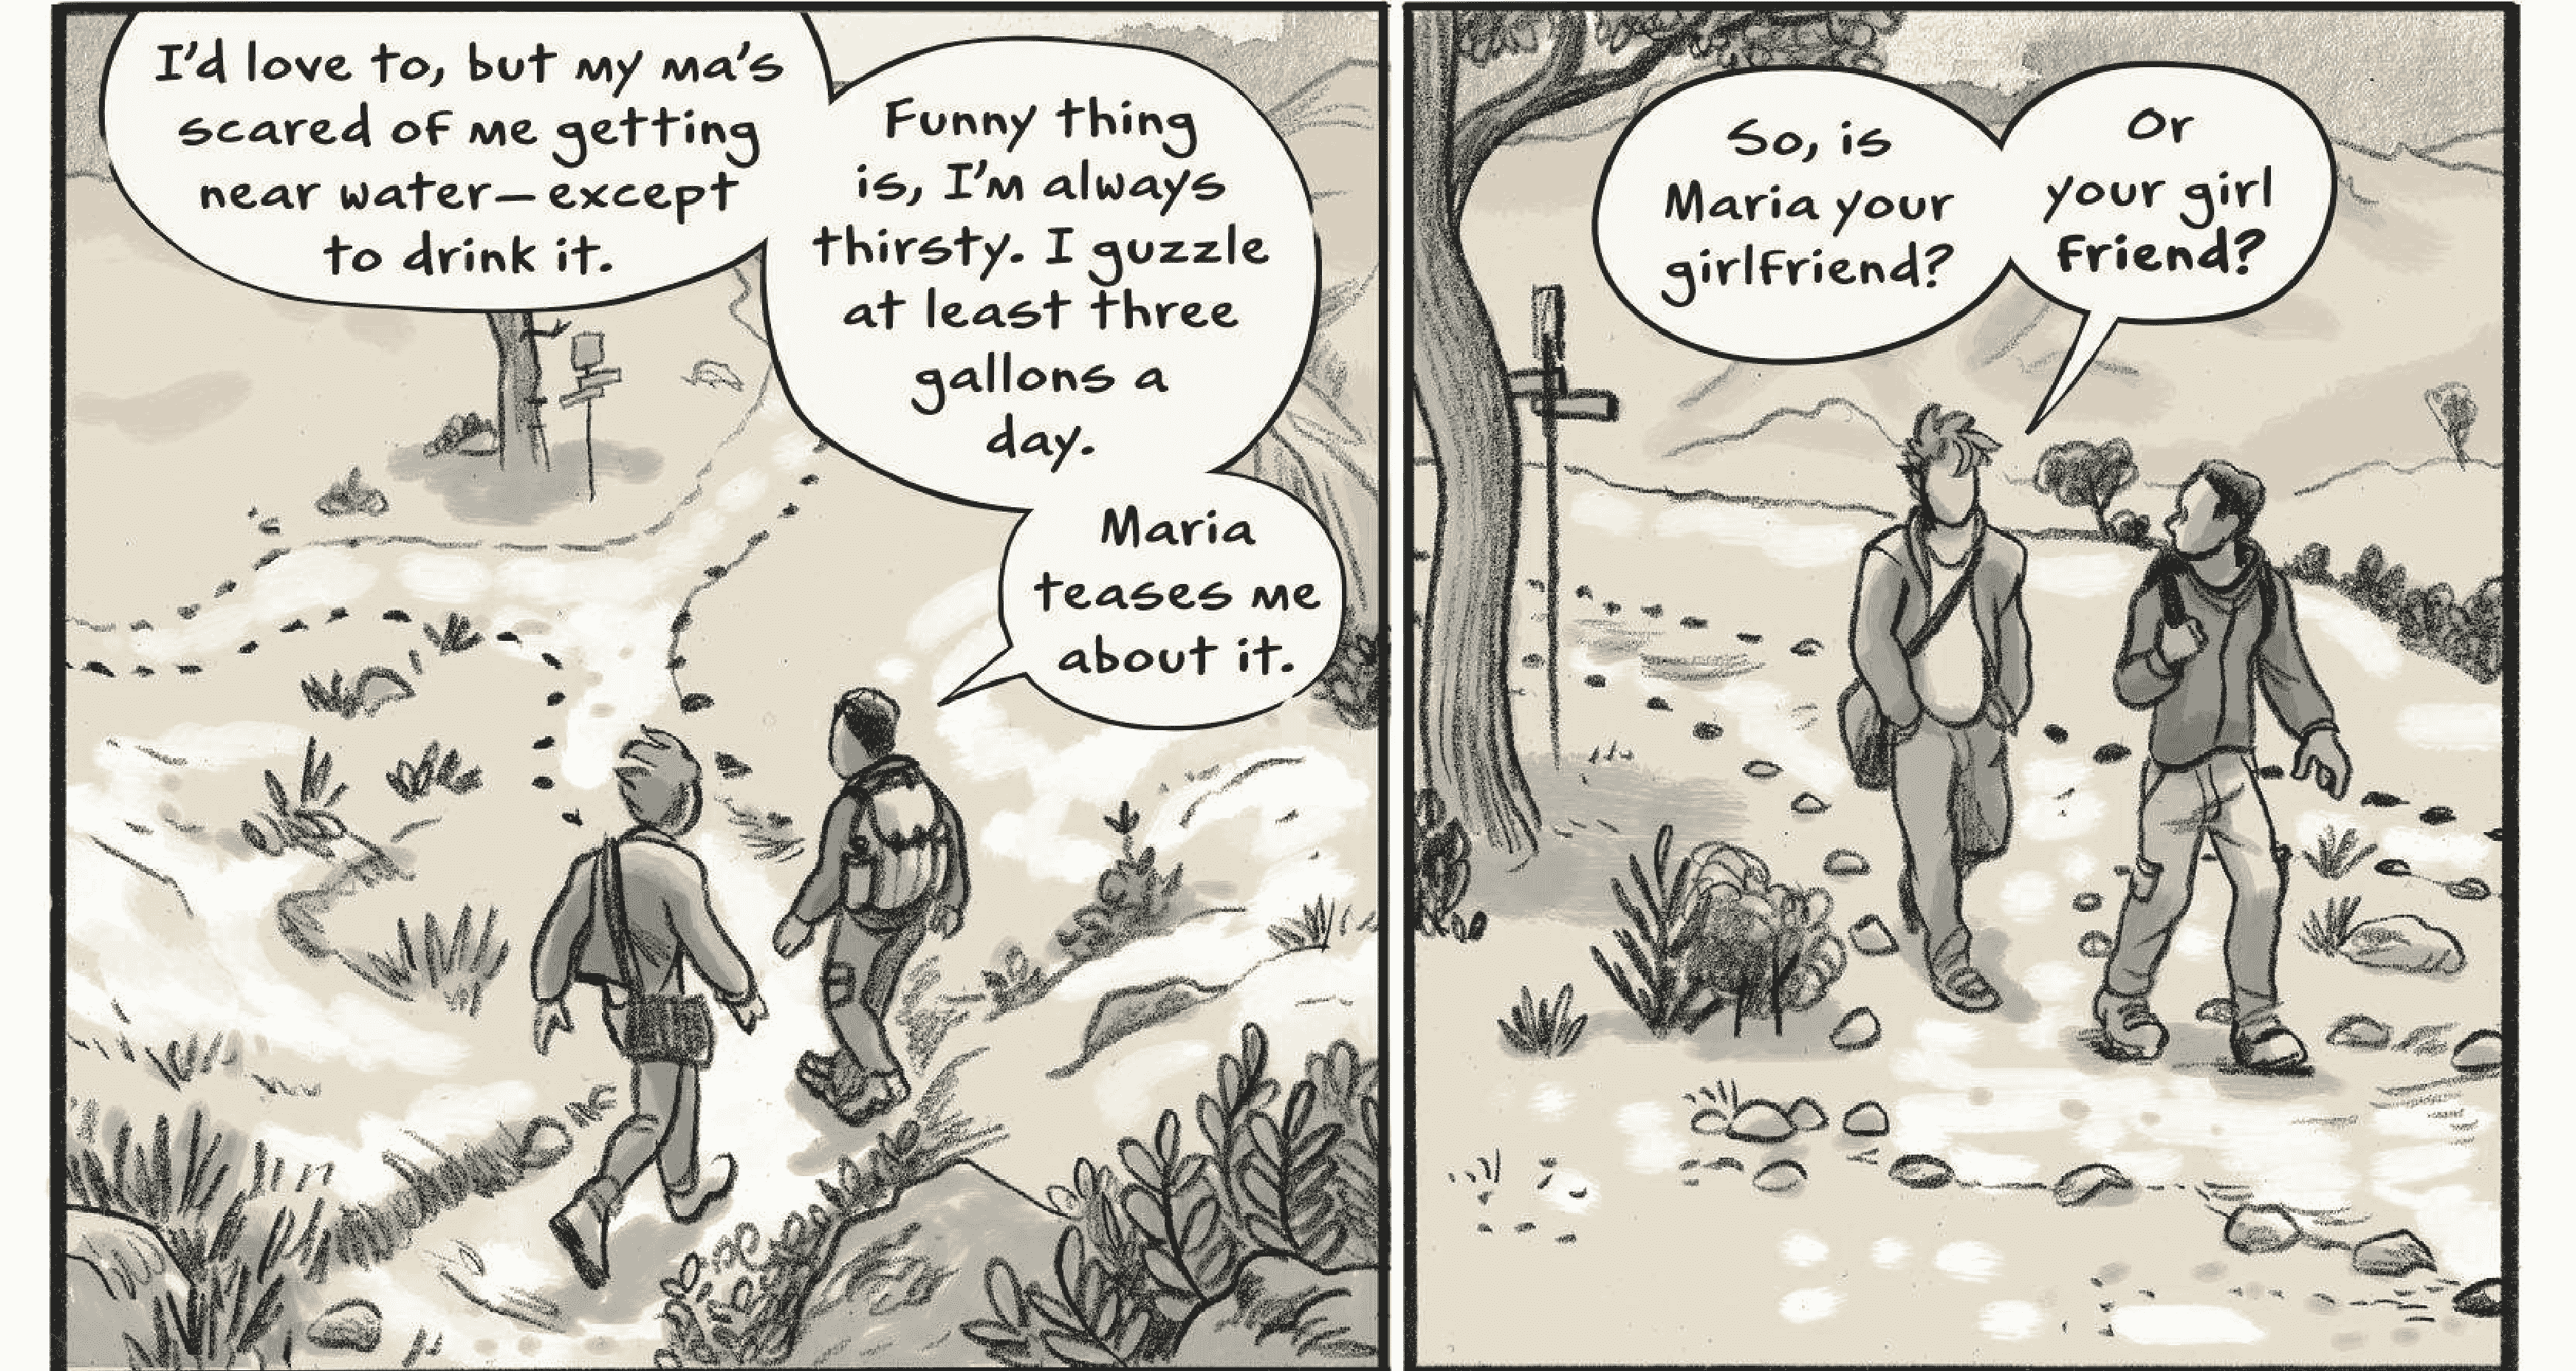 I'd love to, but my ma's
scared of me getting
near water—except
to drink it.
Funny thing
is, I'm always
thirsty. I guzzle
at least three
gallons a
day.
Maria
teases me
about it.
So, is
Maria your
girlfriend?
Or
your girl
friend?